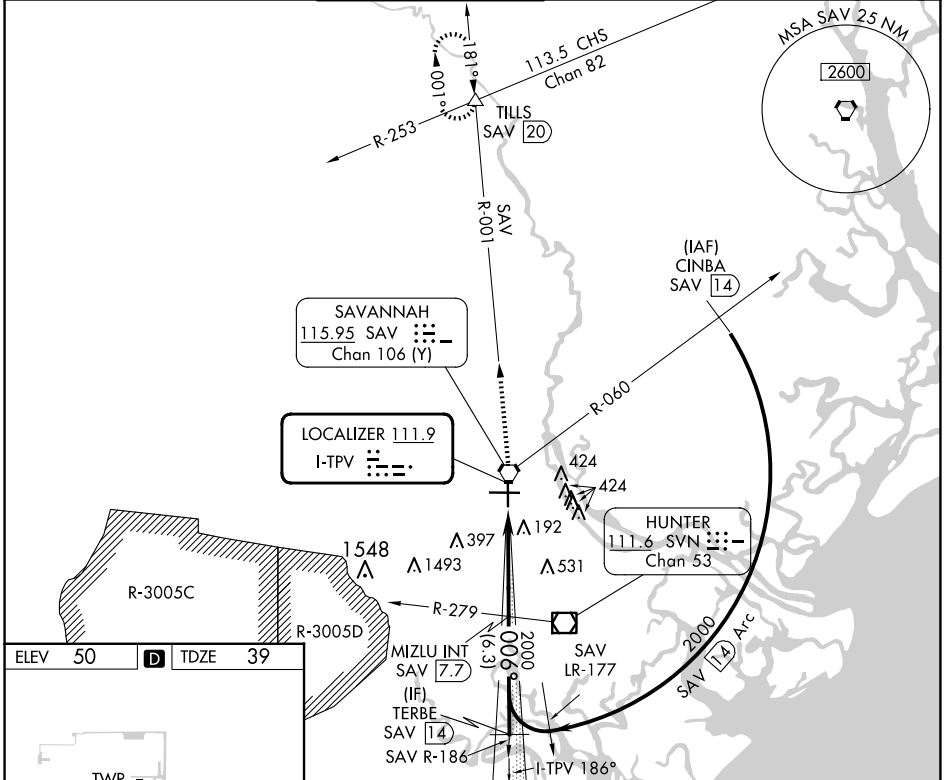 MSA SAV 25 NM
2600
181°
001°
113.5 CHS
Chan 82
TILLS
SAV 20
R-253
SAV
R-001
(IAF)
CINBA
SAV 14
SAVANNAH
115.95 SAV
Chan 106 (Y)
R-060
LOCALIZER 111.9
I-TPV
424
424
192
397
1548
1493
531
HUNTER
111.6 SVN
Chan 53
R-3005C
R-3005D
R-279
2000
006°
(6.3)
MIZLU INT
SAV 7.7
SAV
LR-177
2000
SAV 14 Arc
(IF)
TERBE
SAV 14
SAV R-186
I-TPV 186°
ELEV 50 D TDZE 39
TWR